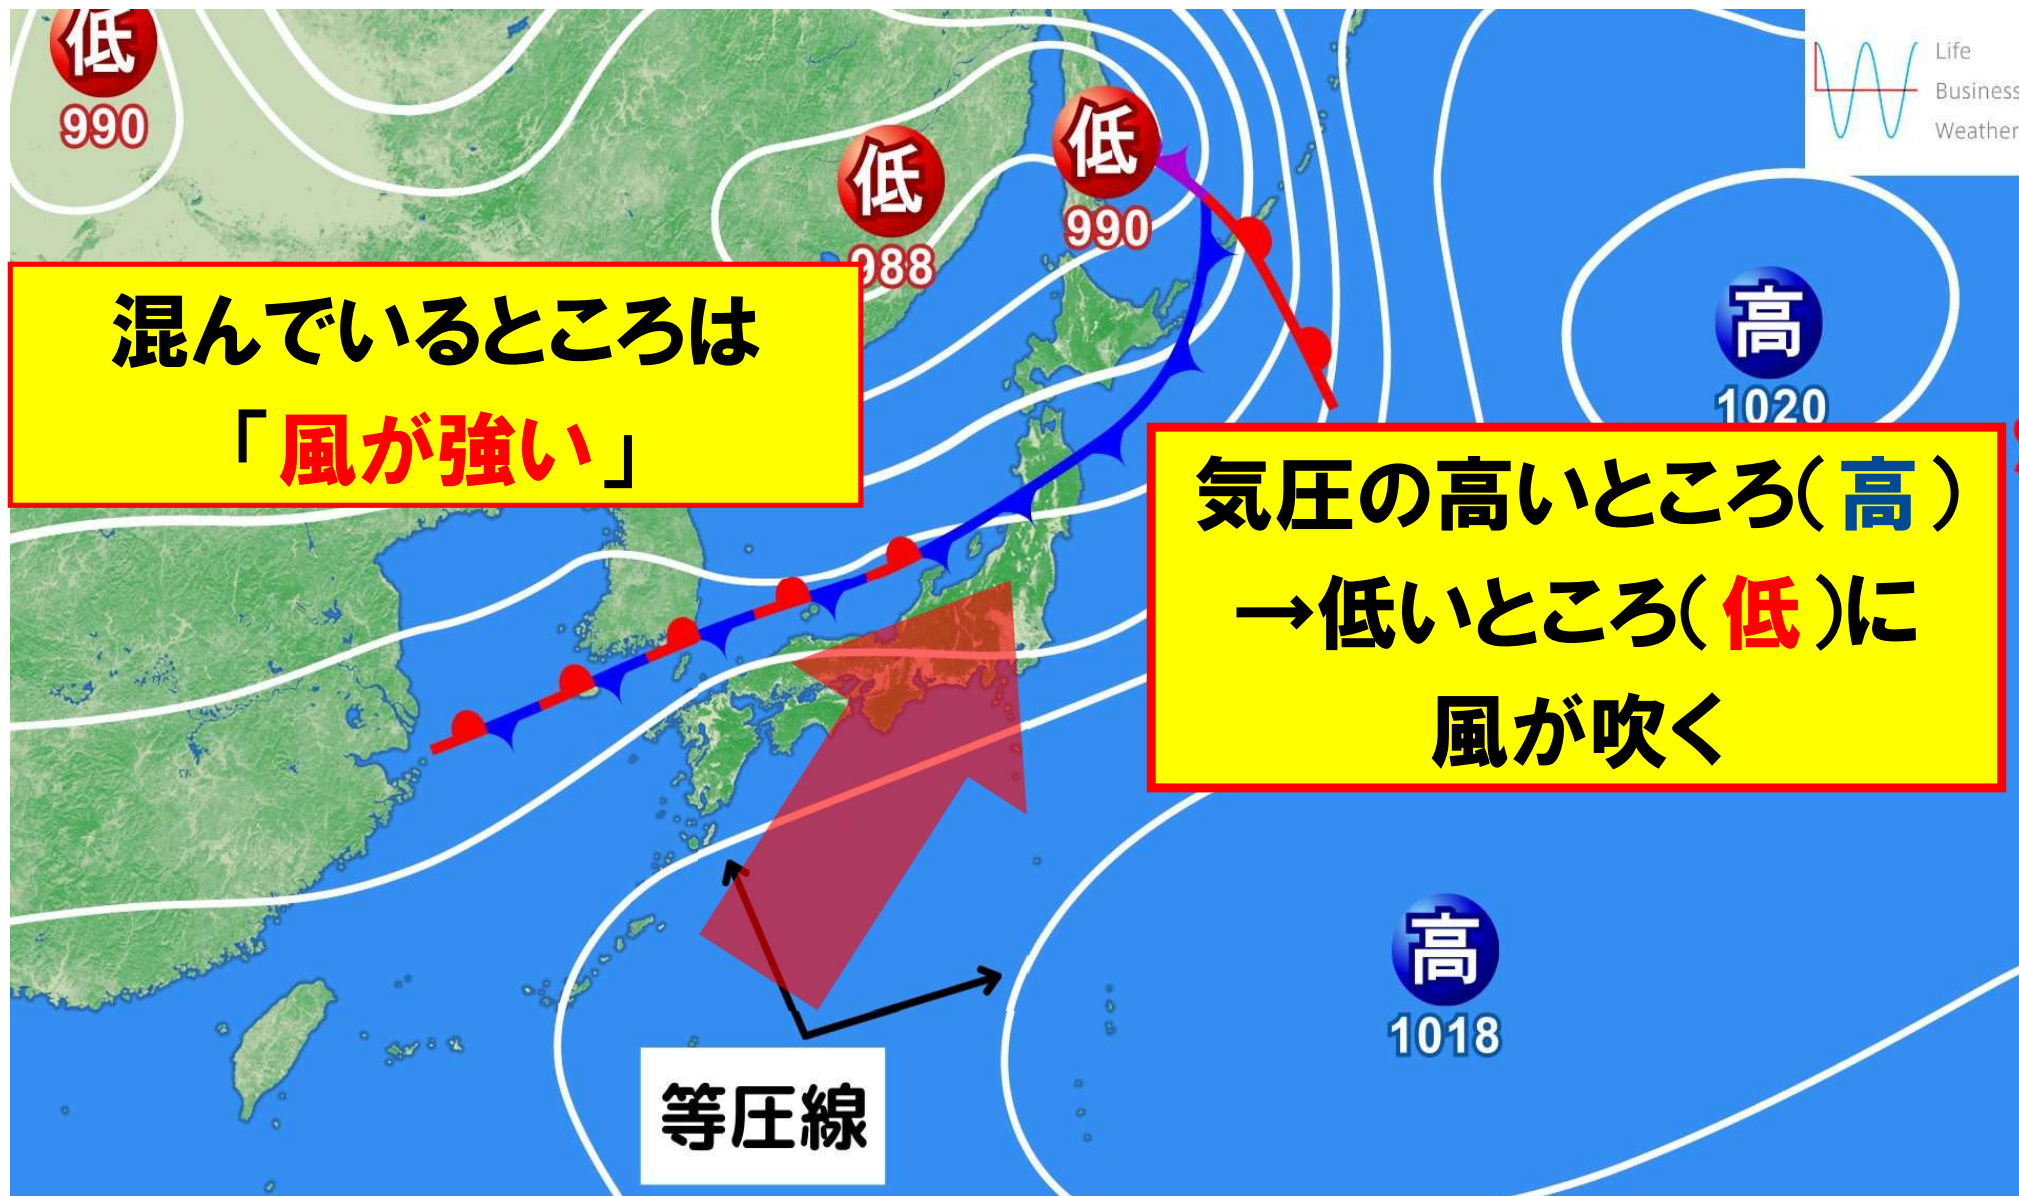 低
990
低
988
低
990
Life
Business
Weather
高
1020
混んでいるところは
「風が強い」
気圧の高いところ(高)
→低いところ(低)に
風が吹く
高
1018
等圧線